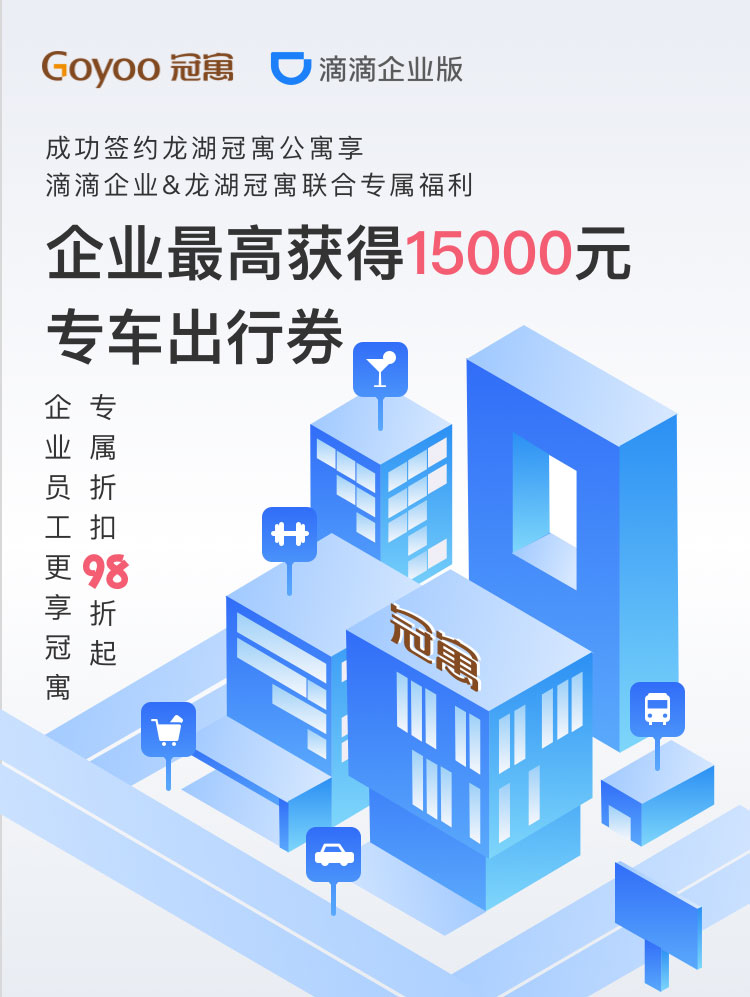 Goyoo 冠寓 滴滴企业版
成功签约龙湖冠寓公寓享
滴滴企业&龙湖冠寓联合专属福利
企业最高获得15000元
专车出行券
企业员工更享冠寓
专属折扣98折起
冠寓